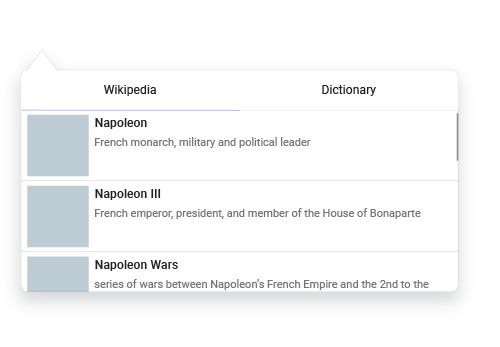 Wikipedia
Dictionary
Napoleon
French monarch, military and political leader
Napoleon III
French emperor, president, and member of the House of Bonaparte
Napoleon Wars
series of wars between Napoleon’s French Empire and the 2nd to the